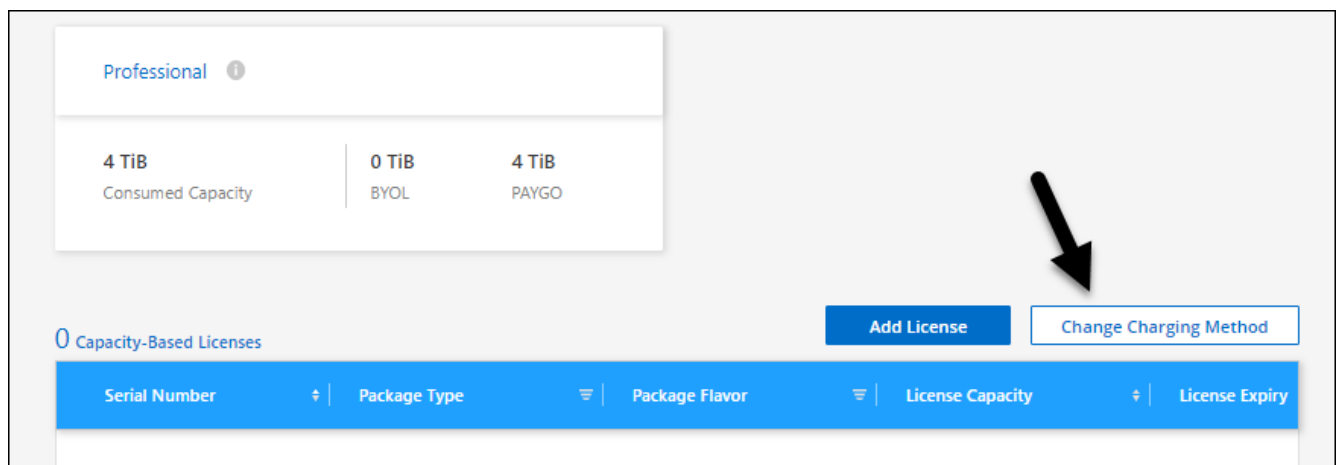 Professional
4 TiB 0 TiB 4 TiB
Consumed Capacity BYOL PAYGO
Add License Change Charging Method
0 Capacity-Based Licenses
Serial Number Package Type Package Flavor License Capacity License Expiry